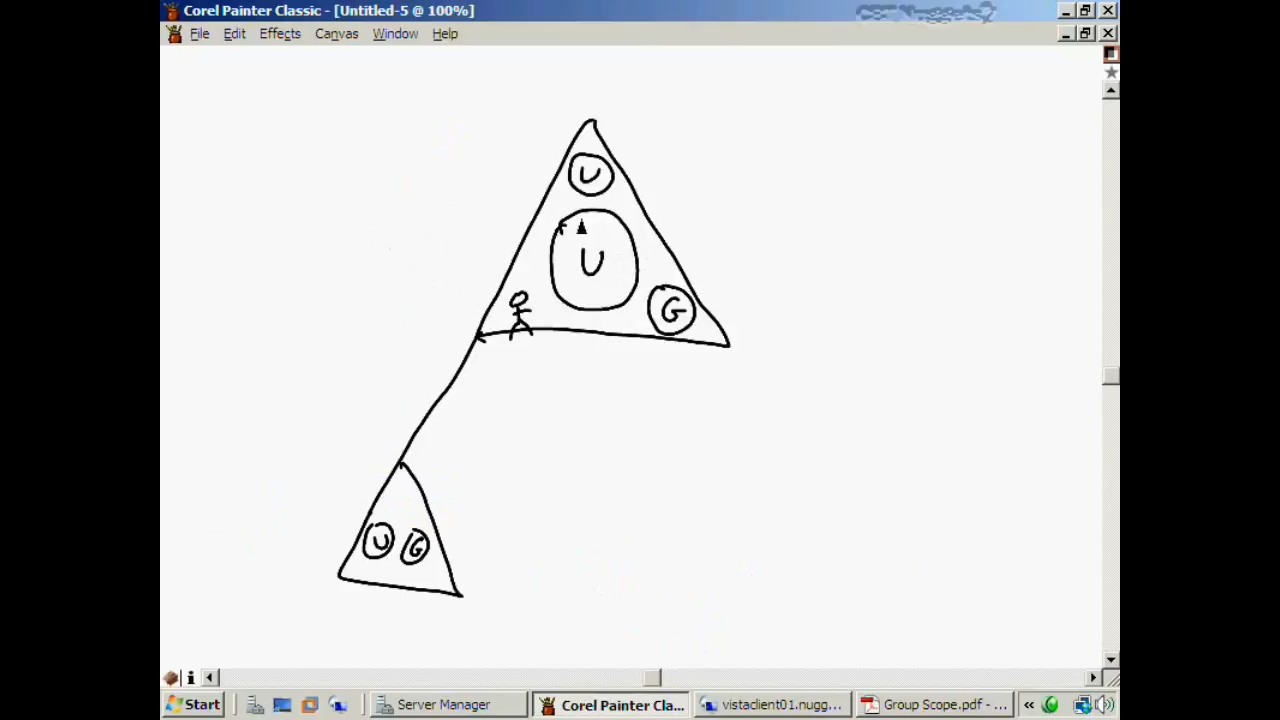 Corel Painter Classic - [Untitled-5 @ 100%]
File Edit Effects Canvas Window Help
U
U
G
U G
Start Server Manager Corel Painter Cla... vistaclient01.nugg... Group Scope.pdf - ...